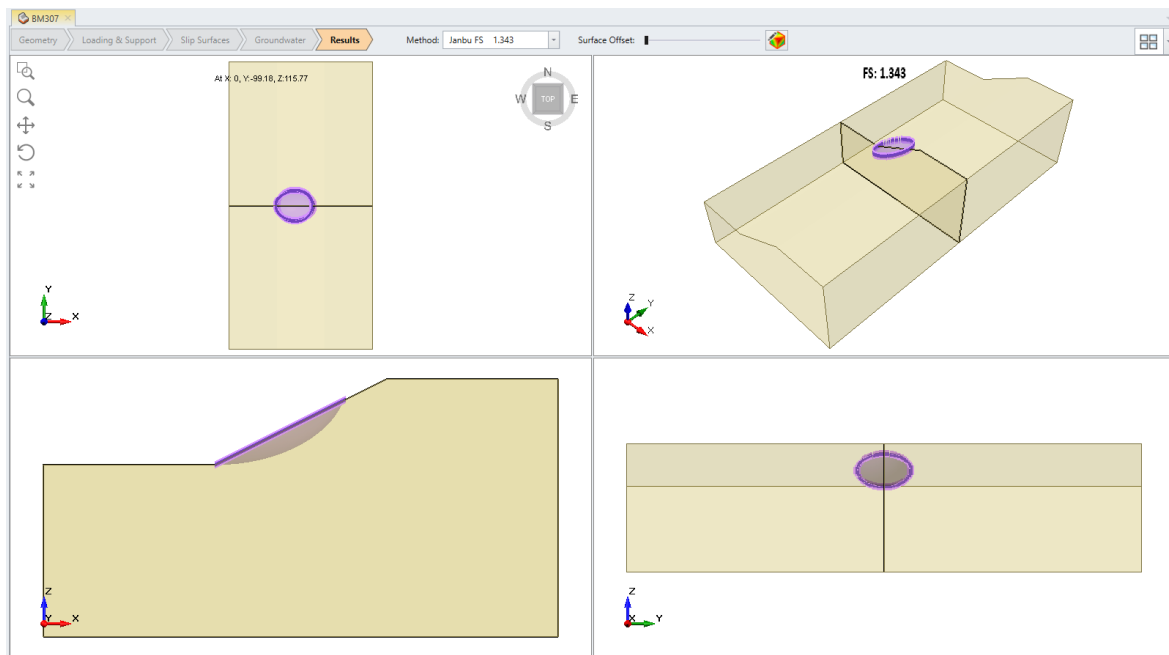 BM307
Geometry Loading & Support Slip Surfaces Groundwater Results Method: Janbu FS 1.343 Surface Offset:
At X: 0, Y:-99.18, Z:115.77
N
W TOP E
S
Y
Z X
FS: 1.343
Z
Y
X
Z
Y X
Z
X Y